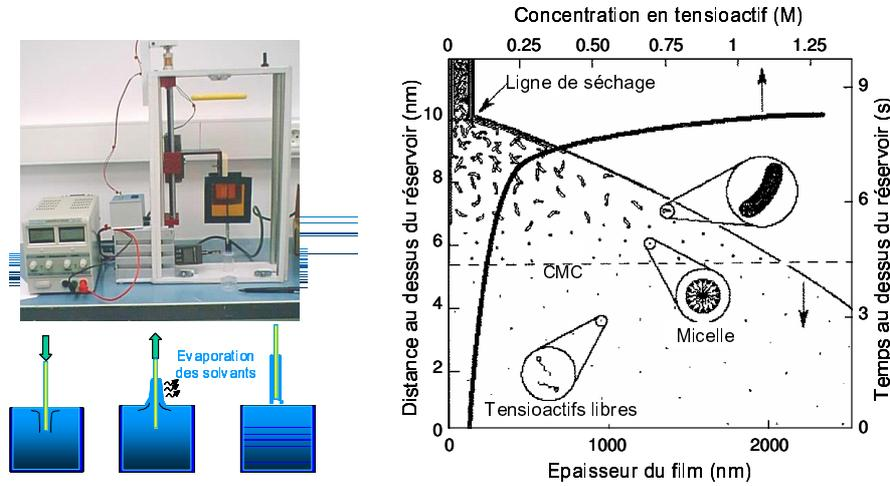 Evaporation
des solvants
Concentration en tensioactif (M)
0 0.25 0.50 0.75 1 1.25
Distance au dessus du réservoir (nm)
10
8
6
4
2
0
Ligne de séchage
CMC
Micelle
Tensioactifs libres
9
6
3
0
Temps au dessus du réservoir (s)
0 1000 2000
Epaisseur du film (nm)